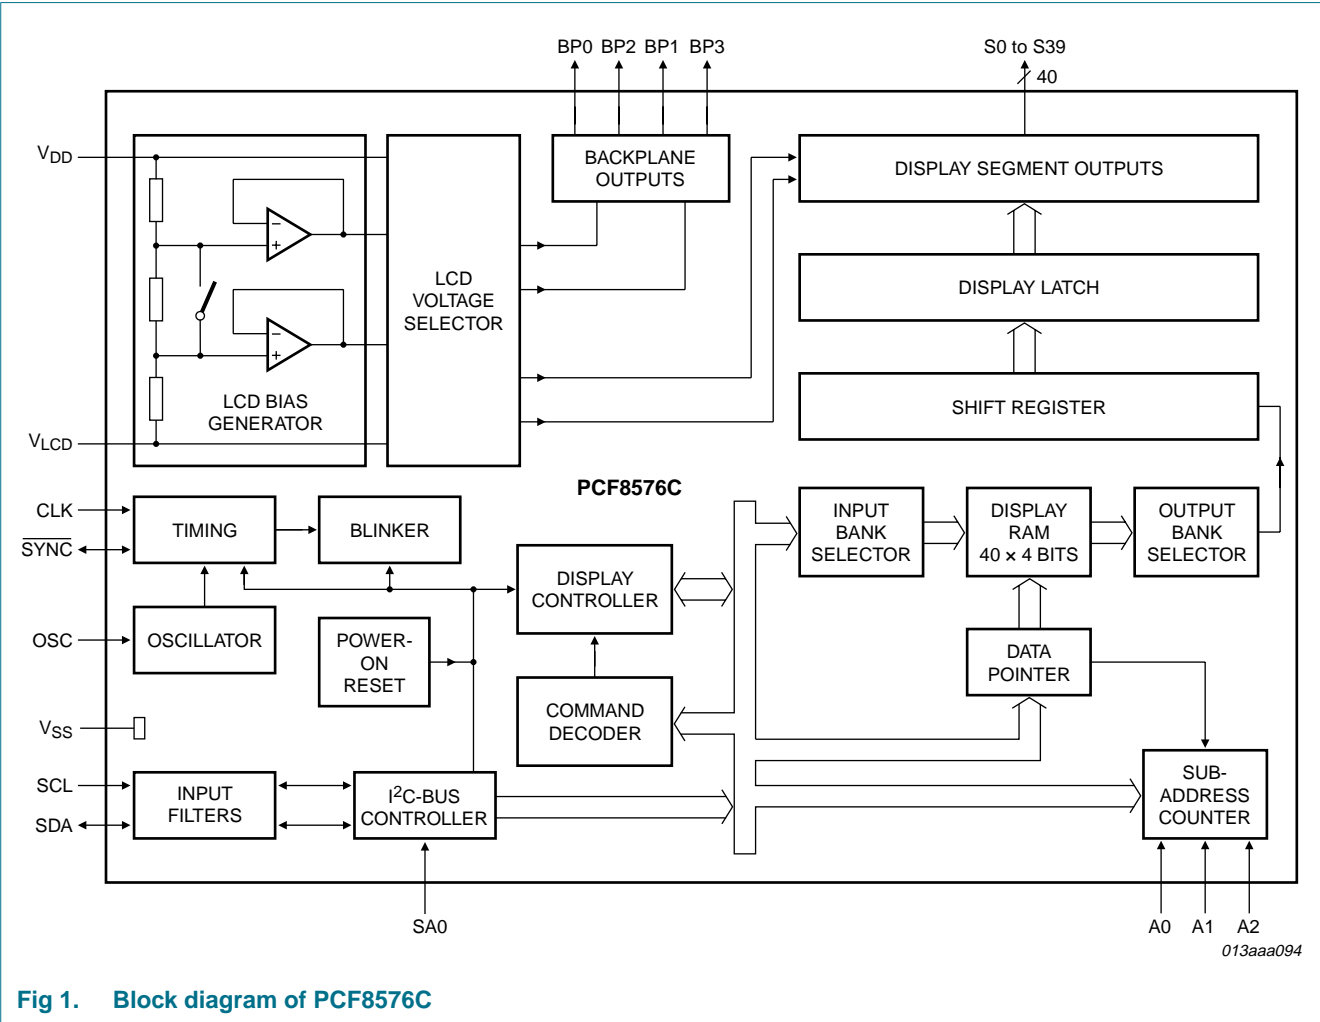 BP0 BP2 BP1 BP3
S0 to S39
40
VDD
BACKPLANE
OUTPUTS
DISPLAY SEGMENT OUTPUTS
−
+
LCD
VOLTAGE
SELECTOR
DISPLAY LATCH
−
+
LCD BIAS
GENERATOR
SHIFT REGISTER
VLCD
PCF8576C
CLK
SYNC
TIMING
BLINKER
INPUT
BANK
SELECTOR
DISPLAY
RAM
40 × 4 BITS
OUTPUT
BANK
SELECTOR
DISPLAY
CONTROLLER
OSC
OSCILLATOR
POWER-
ON
RESET
DATA
POINTER
VSS
COMMAND
DECODER
SCL
SDA
INPUT
FILTERS
I2C-BUS
CONTROLLER
SUB-
ADDRESS
COUNTER
SA0
A0 A1 A2
013aaa094
Fig 1. Block diagram of PCF8576C